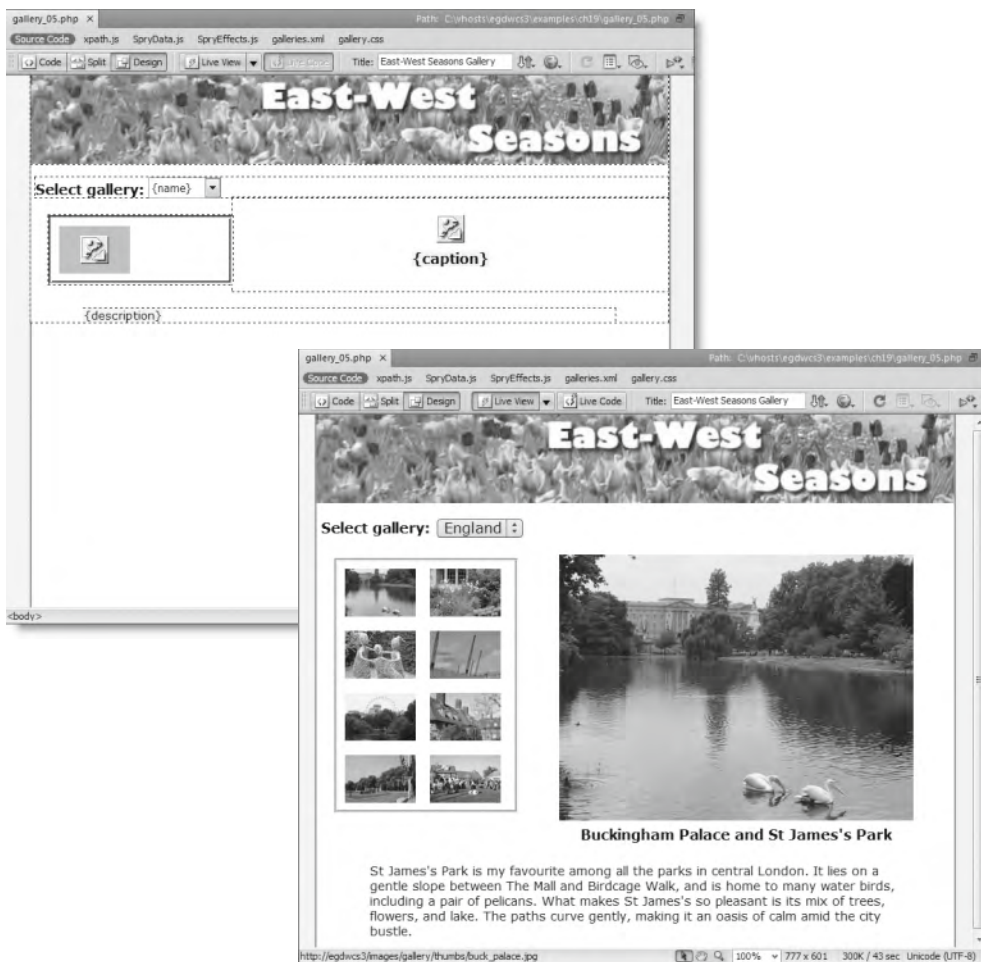 gallery_05.php × Path: C:\vhosts\egdwcs3\examples\ch19\gallery_05.php
Source Code xpath.js SpryData.js SpryEffects.js galleries.xml gallery.css
Code Split Design Live View Live Code Title: East-West Seasons Gallery
East-West
Seasons
Select gallery: {name}
{caption}
{description}
<body>
gallery_05.php × Path: C:\vhosts\egdwcs3\examples\ch19\gallery_05.php
Source Code xpath.js SpryData.js SpryEffects.js galleries.xml gallery.css
Code Split Design Live View Live Code Title: East-West Seasons Gallery
East-West
Seasons
Select gallery: England
Buckingham Palace and St James's Park
St James's Park is my favourite among all the parks in central London. It lies on a
gentle slope between The Mall and Birdcage Walk, and is home to many water birds,
including a pair of pelicans. What makes St James's so pleasant is its mix of trees,
flowers, and lake. The paths curve gently, making it an oasis of calm amid the city
bustle.
http://egdwcs3/images/gallery/thumbs/buck_palace.jpg 100% 777 x 601 300K / 43 sec Unicode (UTF-8)